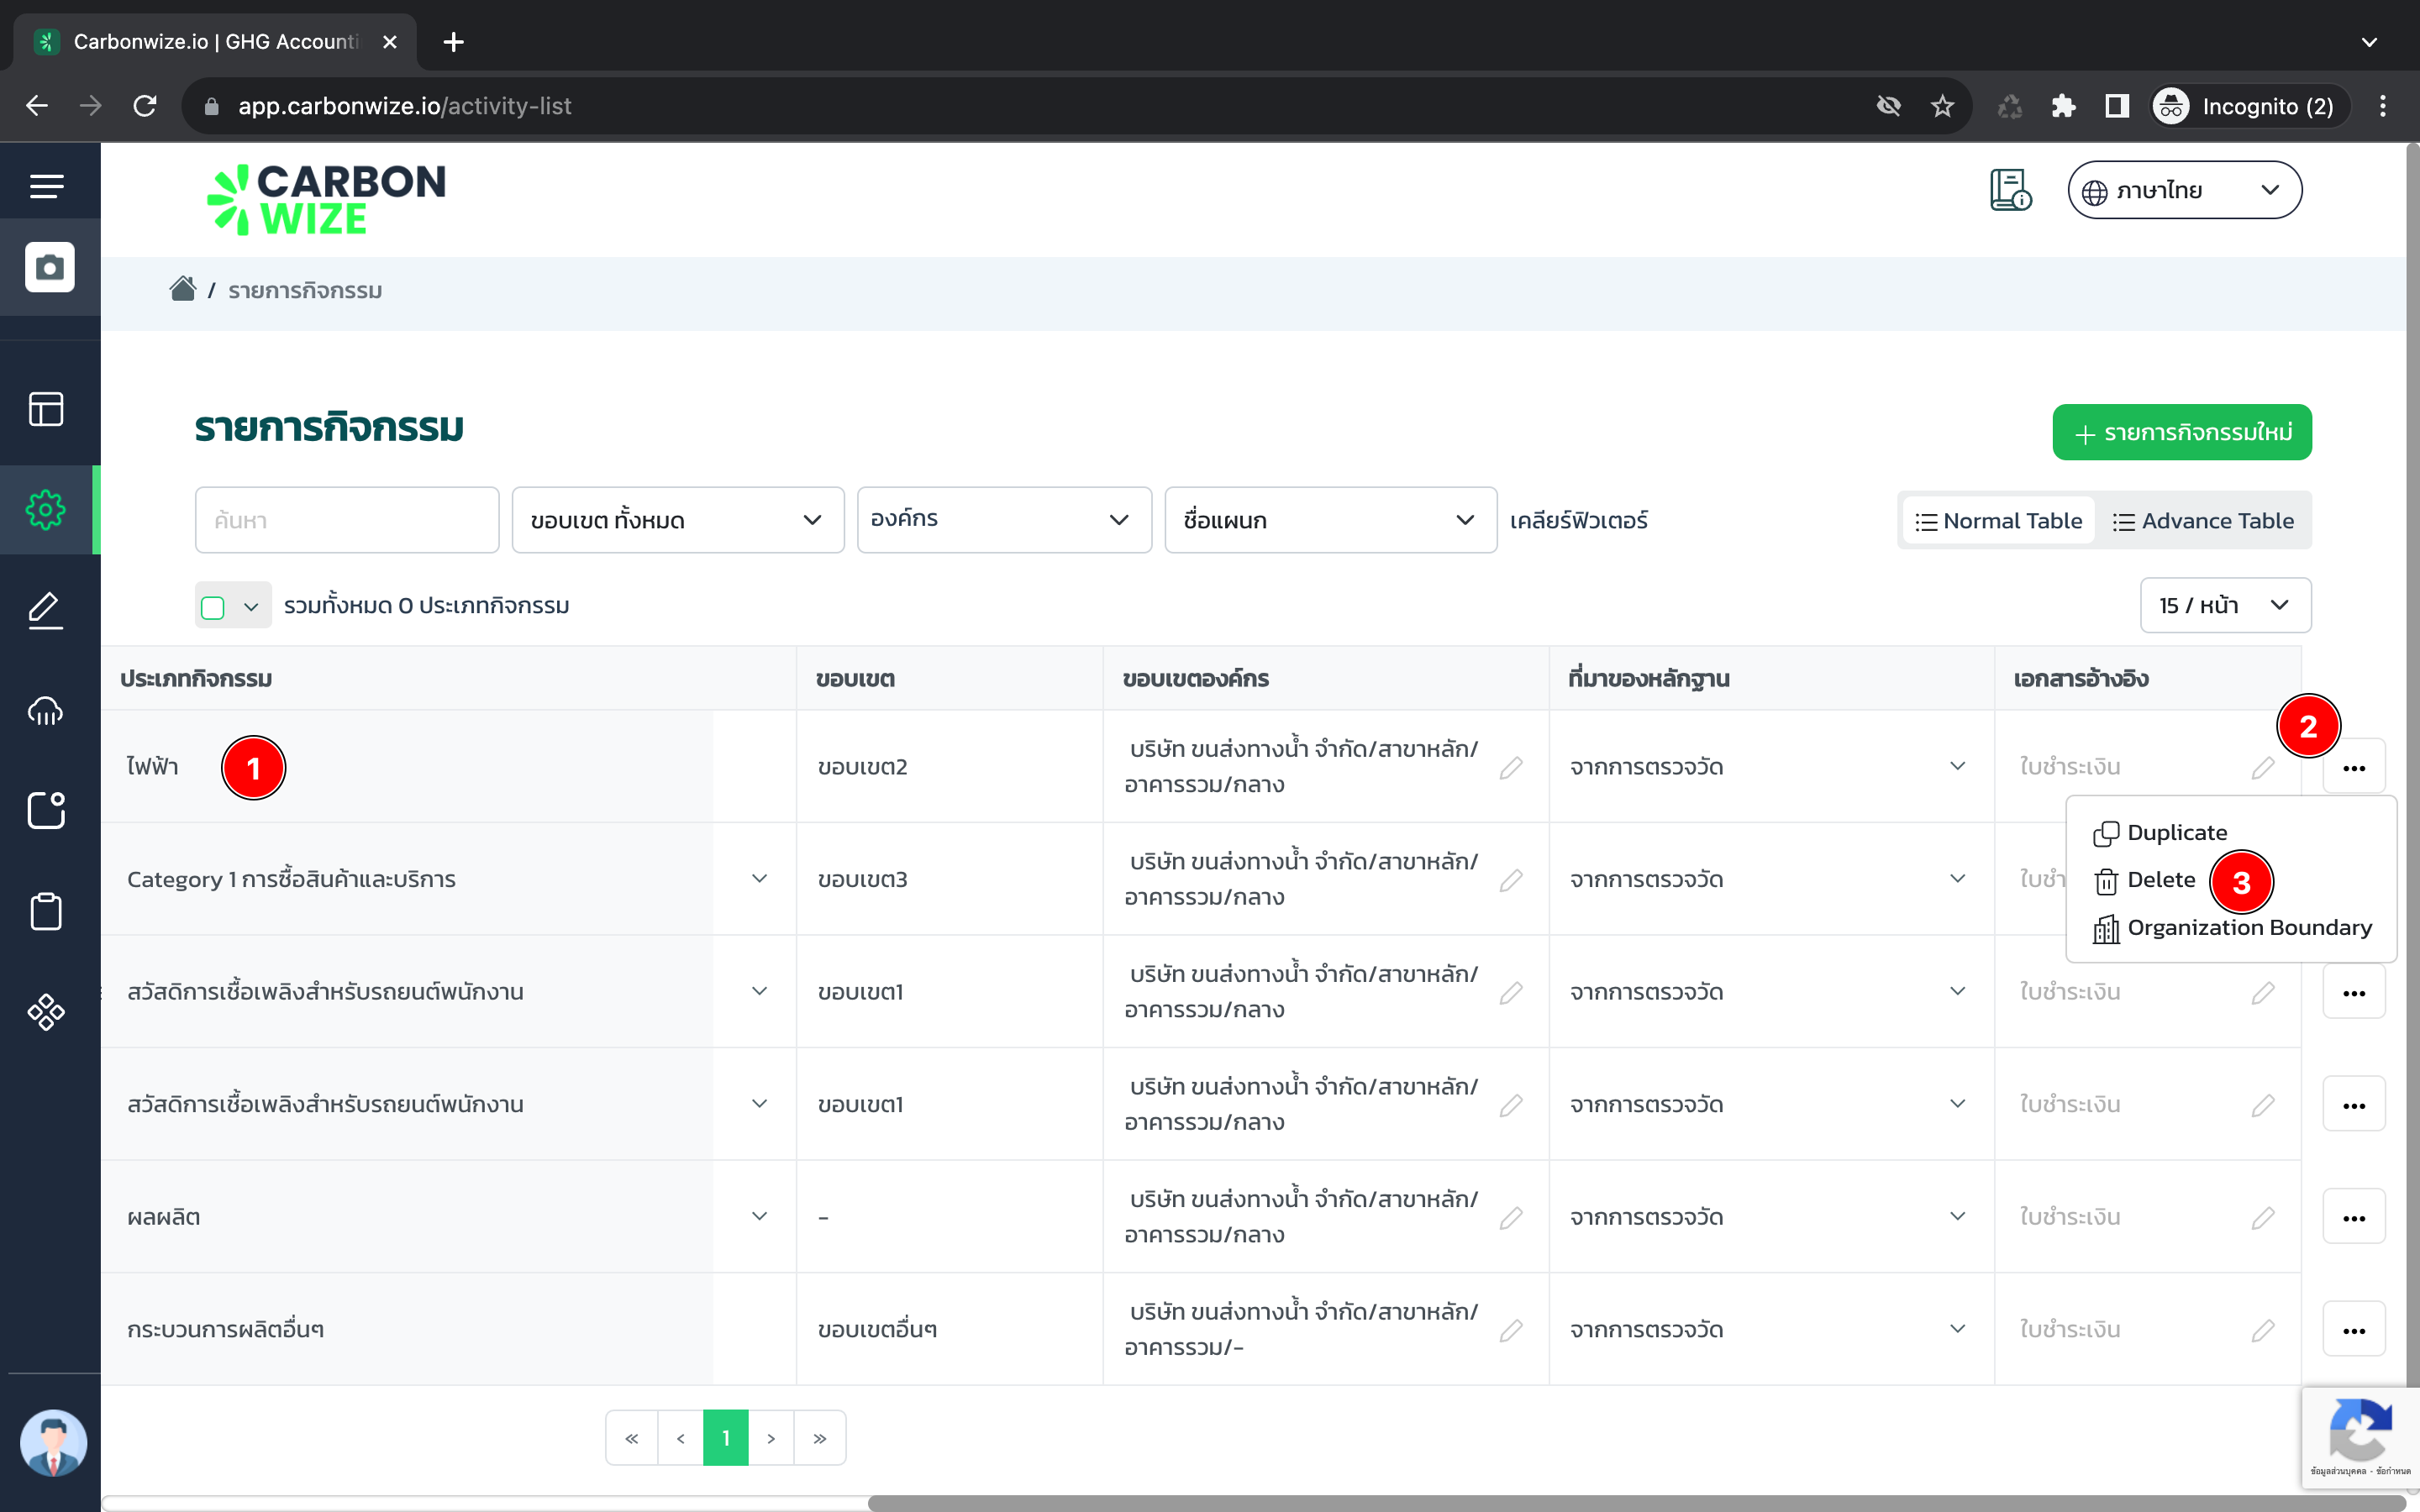 Carbonwize.io | GHG Accounti
app.carbonwize.io/activity-list
Incognito (2)
CARBON
WIZE
ภาษาไทย
/ รายการกิจกรรม
รายการกิจกรรม
+ รายการกิจกรรมใหม่
ค้นหา
ขอบเขต ทั้งหมด
องค์กร
ชื่อแผนก
เคลียร์ฟิวเตอร์
Normal Table
Advance Table
รวมทั้งหมด 0 ประเภทกิจกรรม
15 / หน้า
ประเภทกิจกรรม
ขอบเขต
ขอบเขตองค์กร
ที่มาของหลักฐาน
เอกสารอ้างอิง
ไฟฟ้า
1
ขอบเขต2
บริษัท ขนส่งทางน้ำ จำกัด/สาขาหลัก/
อาคารรวม/กลาง
จากการตรวจวัด
ใบชำระเงิน
2
Duplicate
Delete
3
Organization Boundary
Category 1 การซื้อสินค้าและบริการ
ขอบเขต3
บริษัท ขนส่งทางน้ำ จำกัด/สาขาหลัก/
อาคารรวม/กลาง
จากการตรวจวัด
ใบชำ
สวัสดิการเชื้อเพลิงสำหรับรถยนต์พนักงาน
ขอบเขต1
บริษัท ขนส่งทางน้ำ จำกัด/สาขาหลัก/
อาคารรวม/กลาง
จากการตรวจวัด
ใบชำระเงิน
สวัสดิการเชื้อเพลิงสำหรับรถยนต์พนักงาน
ขอบเขต1
บริษัท ขนส่งทางน้ำ จำกัด/สาขาหลัก/
อาคารรวม/กลาง
จากการตรวจวัด
ใบชำระเงิน
ผลผลิต
-
บริษัท ขนส่งทางน้ำ จำกัด/สาขาหลัก/
อาคารรวม/กลาง
จากการตรวจวัด
ใบชำระเงิน
กระบวนการผลิตอื่นๆ
ขอบเขตอื่นๆ
บริษัท ขนส่งทางน้ำ จำกัด/สาขาหลัก/
อาคารรวม/-
จากการตรวจวัด
ใบชำระเงิน
« ‹ 1 › »
ข้อมูลส่วนบุคคล - ข้อกำหนด